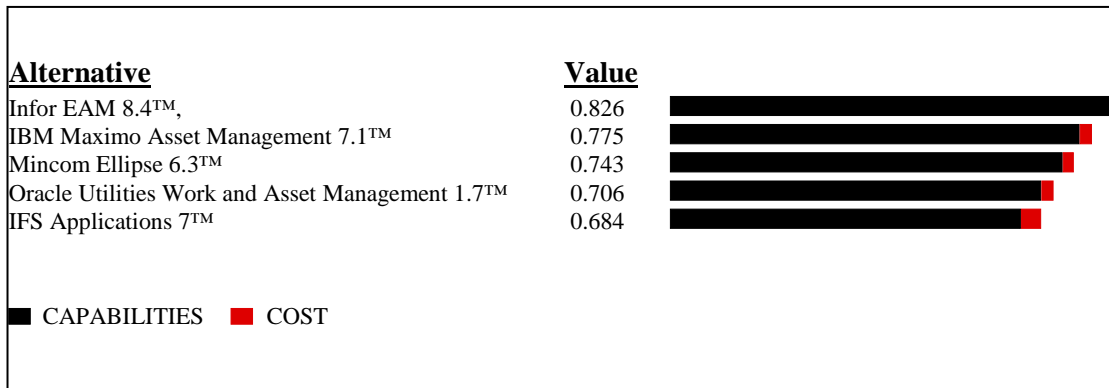 Alternative Value
Infor EAM 8.4™, 0.826
IBM Maximo Asset Management 7.1™ 0.775
Mincom Ellipse 6.3™ 0.743
Oracle Utilities Work and Asset Management 1.7™ 0.706
IFS Applications 7™ 0.684
CAPABILITIES COST